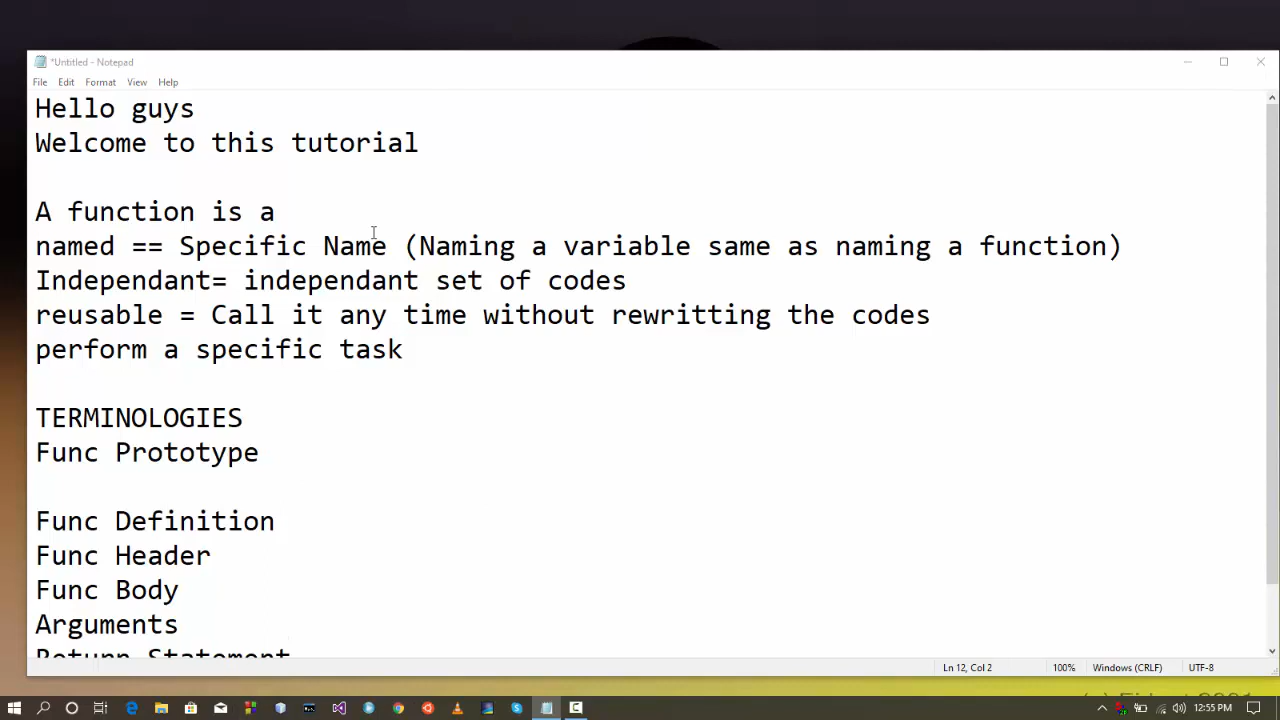 *Untitled - Notepad
File Edit Format View Help
Hello guys
Welcome to this tutorial
A function is a
named == Specific Name (Naming a variable same as naming a function)
Independant= independant set of codes
reusable = Call it any time without rewritting the codes
perform a specific task
TERMINOLOGIES
Func Prototype
Func Definition
Func Header
Func Body
Arguments
Return Statement
Ln 12, Col 2 100% Windows (CRLF) UTF-8
12:55 PM